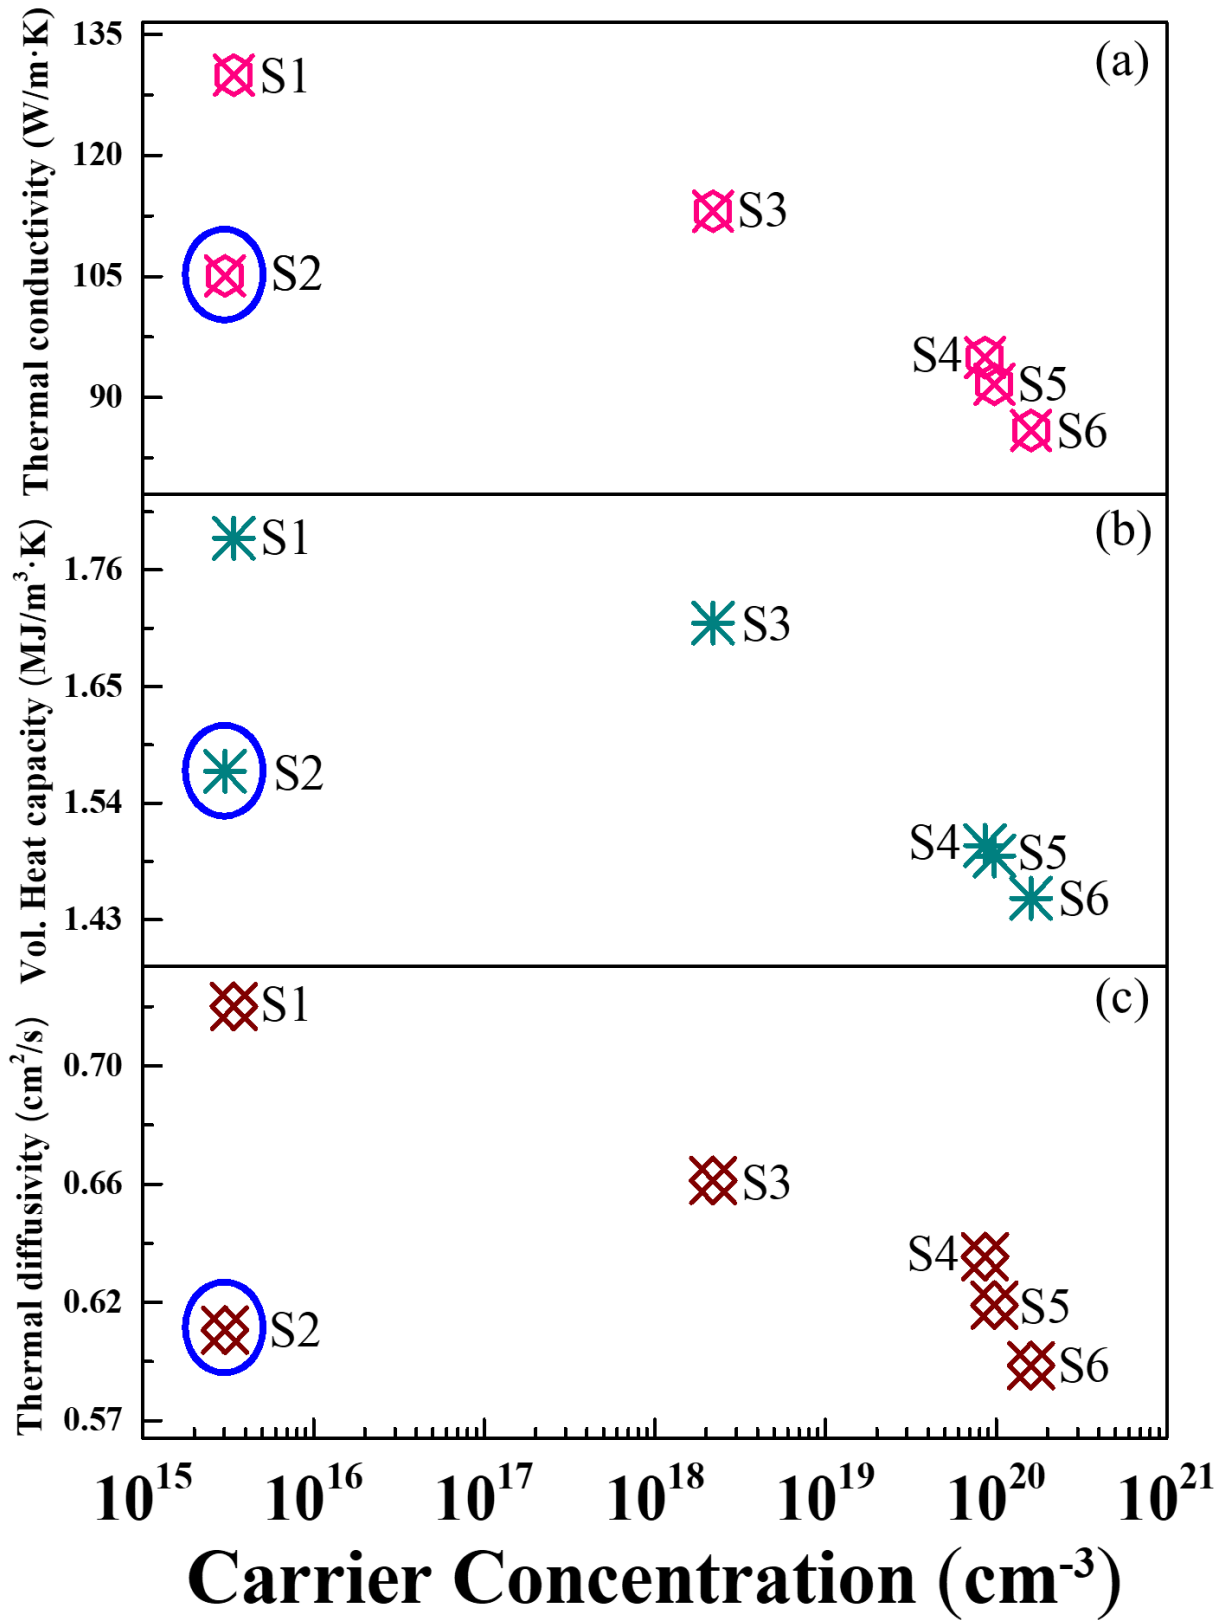 Thermal conductivity (W/m·K)
135
120
105
90
(a)
S1
S2
S3
S4
S5
S6
Vol. Heat capacity (MJ/m³·K)
1.76
1.65
1.54
1.43
(b)
S1
S2
S3
S4
S5
S6
Thermal diffusivity (cm²/s)
0.70
0.66
0.62
0.57
(c)
S1
S2
S3
S4
S5
S6
10¹⁵ 10¹⁶ 10¹⁷ 10¹⁸ 10¹⁹ 10²⁰ 10²¹
Carrier Concentration (cm⁻³)